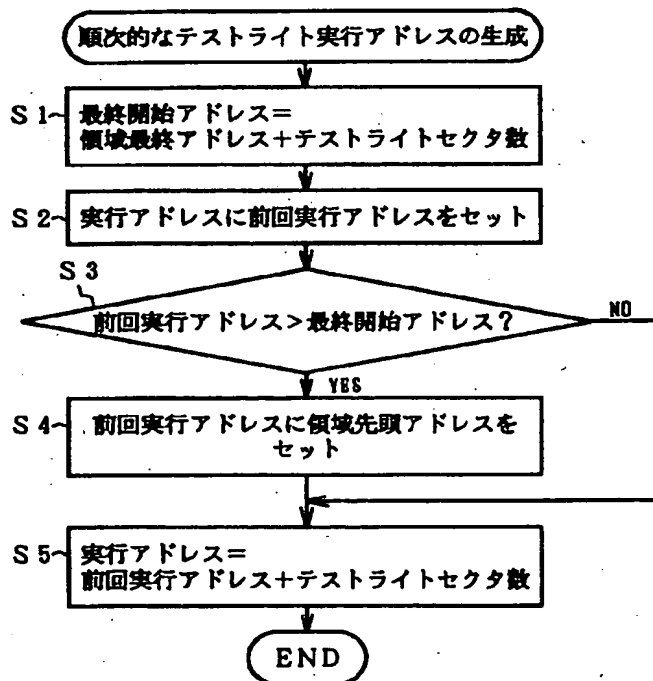 順次的なテストライト実行アドレスの生成
S1
最終開始アドレス=
領域最終アドレス+テストライトセクタ数
S2
実行アドレスに前回実行アドレスをセット
S3
前回実行アドレス>最終開始アドレス?
NO
YES
S4
前回実行アドレスに領域先頭アドレスを
セット
S5
実行アドレス=
前回実行アドレス+テストライトセクタ数
END